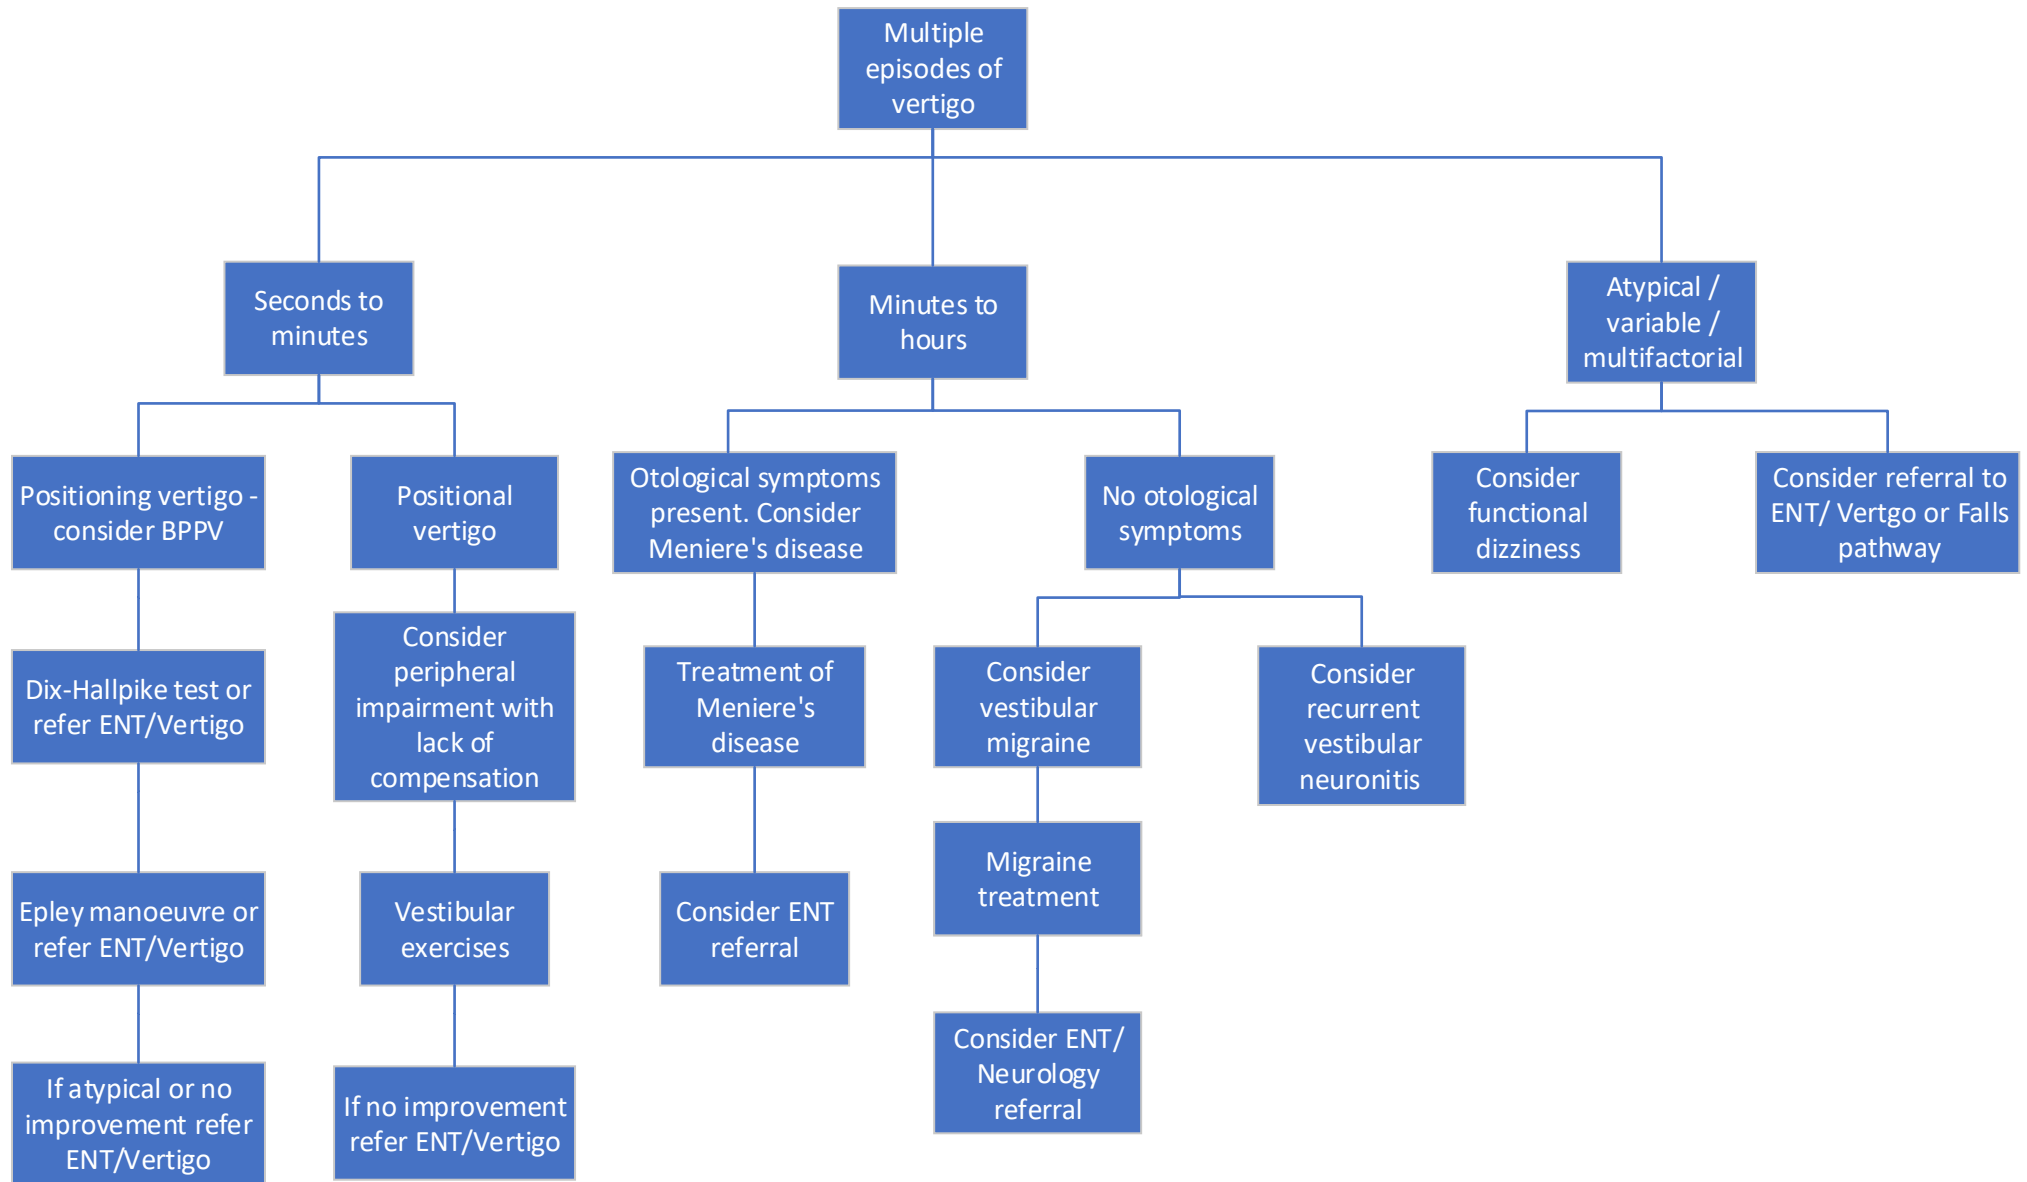 Multiple
episodes of
vertigo
Seconds to
minutes
Minutes to
hours
Atypical /
variable /
multifactorial
Positioning vertigo -
consider BPPV
Positional
vertigo
Otological symptoms
present. Consider
Meniere's disease
No otological
symptoms
Consider
functional
dizziness
Consider referral to
ENT/ Vertgo or Falls
pathway
Dix-Hallpike test or
refer ENT/Vertigo
Consider
peripheral
impairment with
lack of
compensation
Treatment of
Meniere's
disease
Consider
vestibular
migraine
Consider
recurrent
vestibular
neuronitis
Epley manoeuvre or
refer ENT/Vertigo
Vestibular
exercises
Consider ENT
referral
Migraine
treatment
If atypical or no
improvement refer
ENT/Vertigo
If no improvement
refer ENT/Vertigo
Consider ENT/
Neurology
referral